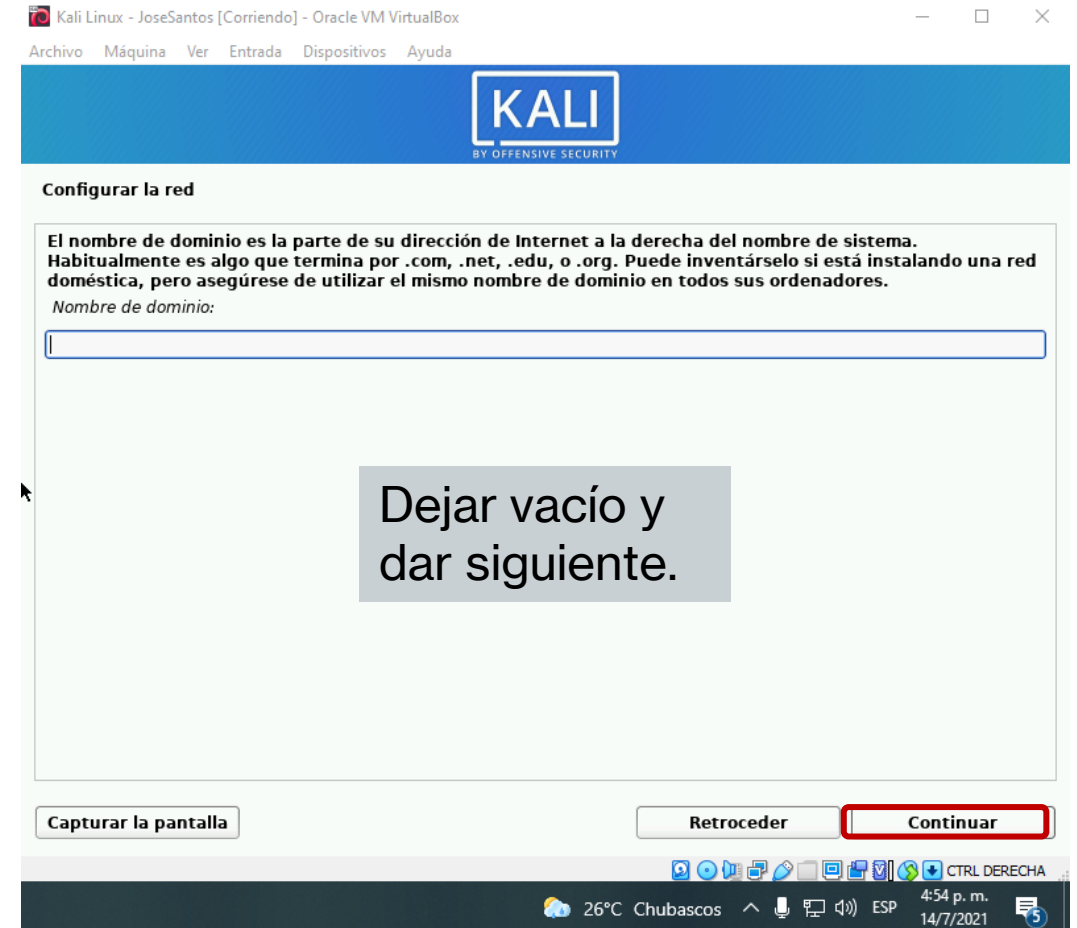 Kali Linux - JoseSantos [Corriendo] - Oracle VM VirtualBox
Archivo Máquina Ver Entrada Dispositivos Ayuda
KALI
BY OFFENSIVE SECURITY
Configurar la red
El nombre de dominio es la parte de su dirección de Internet a la derecha del nombre de sistema.
Habitualmente es algo que termina por .com, .net, .edu, o .org. Puede inventárselo si está instalando una red
doméstica, pero asegúrese de utilizar el mismo nombre de dominio en todos sus ordenadores.
Nombre de dominio:
Dejar vacío y
dar siguiente.
Capturar la pantalla
Retroceder
Continuar
CTRL DERECHA
26°C Chubascos
ESP
4:54 p. m.
14/7/2021
5